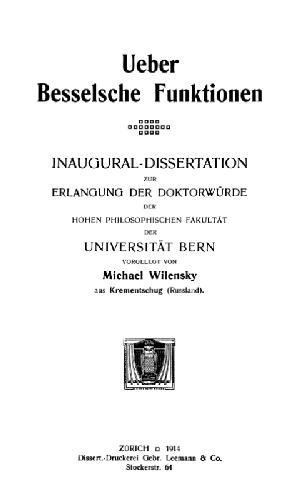 Ueber
Besselsche Funktionen
INAUGURAL-DISSERTATION
ZUR
ERLANGUNG DER DOKTORWÜRDE
DER
HOHEN PHILOSOPHISCHEN FAKULTÄT
DER
UNIVERSITÄT BERN
VORGELEGT VON
Michael Wilensky
aus Krementschug (Russland).
ZÜRICH □ 1914
Dissert.-Druckerei Gebr. Leemann & Co.
Stockerstr. 64